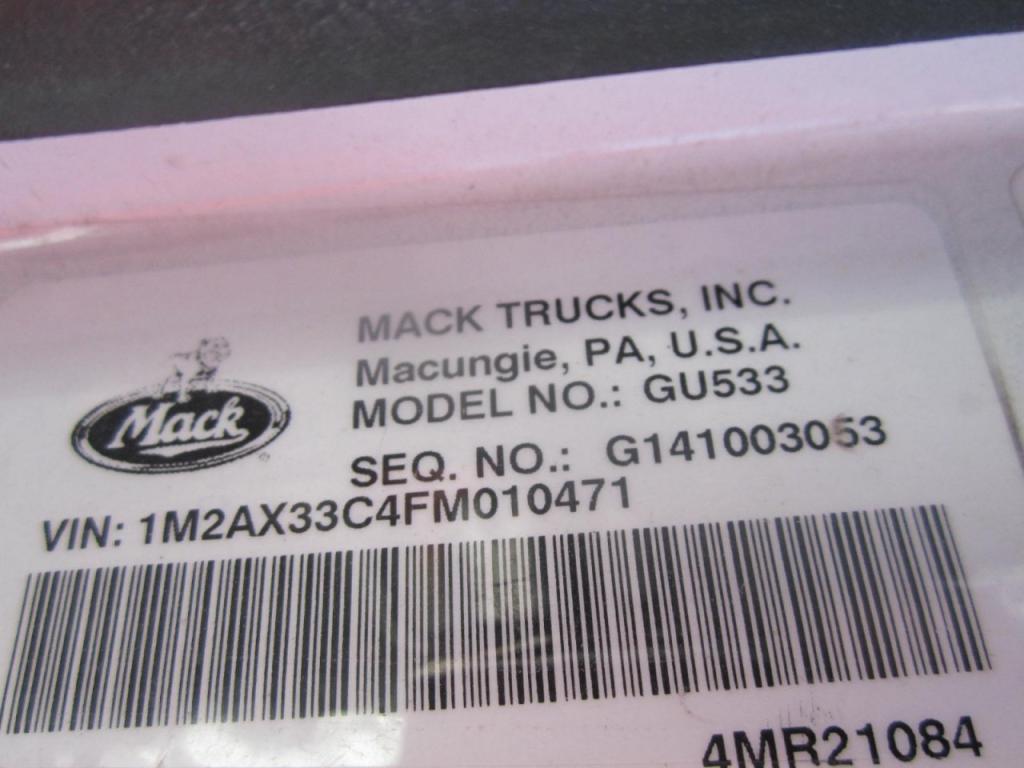 MACK TRUCKS, INC.
Macungie, PA, U.S.A.
MODEL NO.: GU533
SEQ. NO.: G141003053
Mack
®
VIN: 1M2AX33C4FM010471
4MR21084